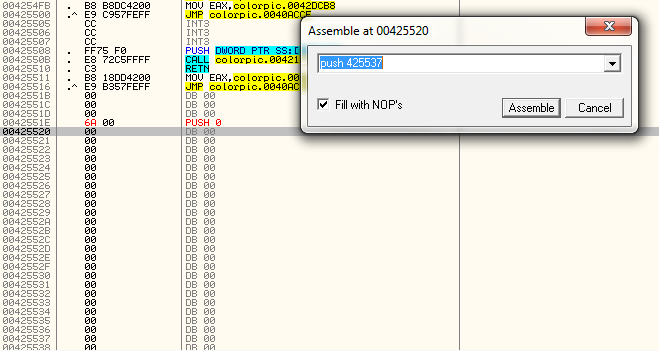 004254FB . B8 B8DC4200 MOV EAX,colorpic.0042DCB8
00425500 .^ E9 C957FEFF JMP colorpic.0040ACCE
00425505 CC INT3
00425506 CC INT3
00425507 CC INT3
00425508 . FF75 F0 PUSH DWORD PTR SS:
0042550B . E8 72C5FFFF CALL colorpic.0042
00425510 . C3 RETN
00425511 . B8 18DD4200 MOV EAX,colorpic.
00425516 .^ E9 B357FEFF JMP colorpic.0040AC
0042551B 00 DB 00
0042551C 00 DB 00
0042551D 00 DB 00
0042551E 6A 00 PUSH 0
00425520 00 DB 00
00425521 00 DB 00
00425522 00 DB 00
00425523 00 DB 00
00425524 00 DB 00
00425525 00 DB 00
00425526 00 DB 00
00425527 00 DB 00
00425528 00 DB 00
00425529 00 DB 00
0042552A 00 DB 00
0042552B 00 DB 00
0042552C 00 DB 00
0042552D 00 DB 00
0042552E 00 DB 00
0042552F 00 DB 00
00425530 00 DB 00
00425531 00 DB 00
00425532 00 DB 00
00425533 00 DB 00
00425534 00 DB 00
00425535 00 DB 00
00425536 00 DB 00
00425537 00 DB 00
00425538 00 DB 00
Assemble at 00425520
push 425537
Fill with NOP's
Assemble
Cancel